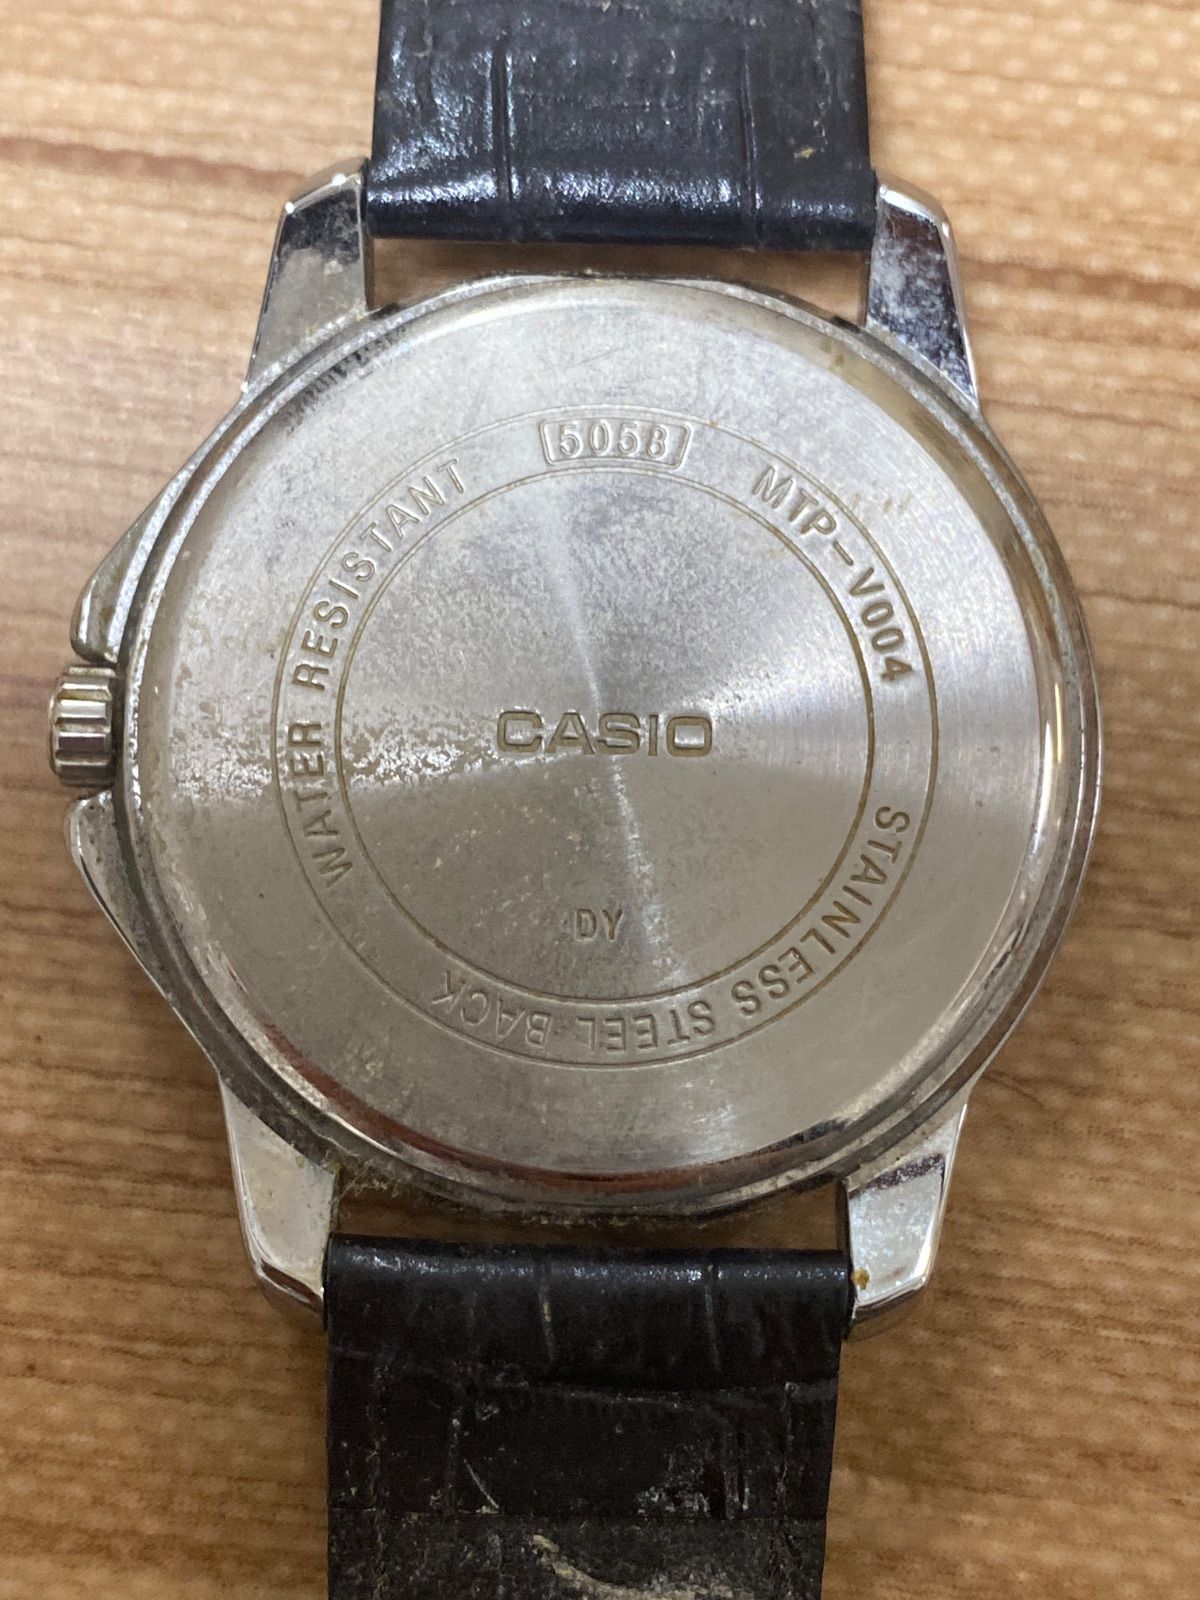 5058
MTP-V004
STAINLESS STEEL BACK
WATER RESISTANT
CASIO
DY